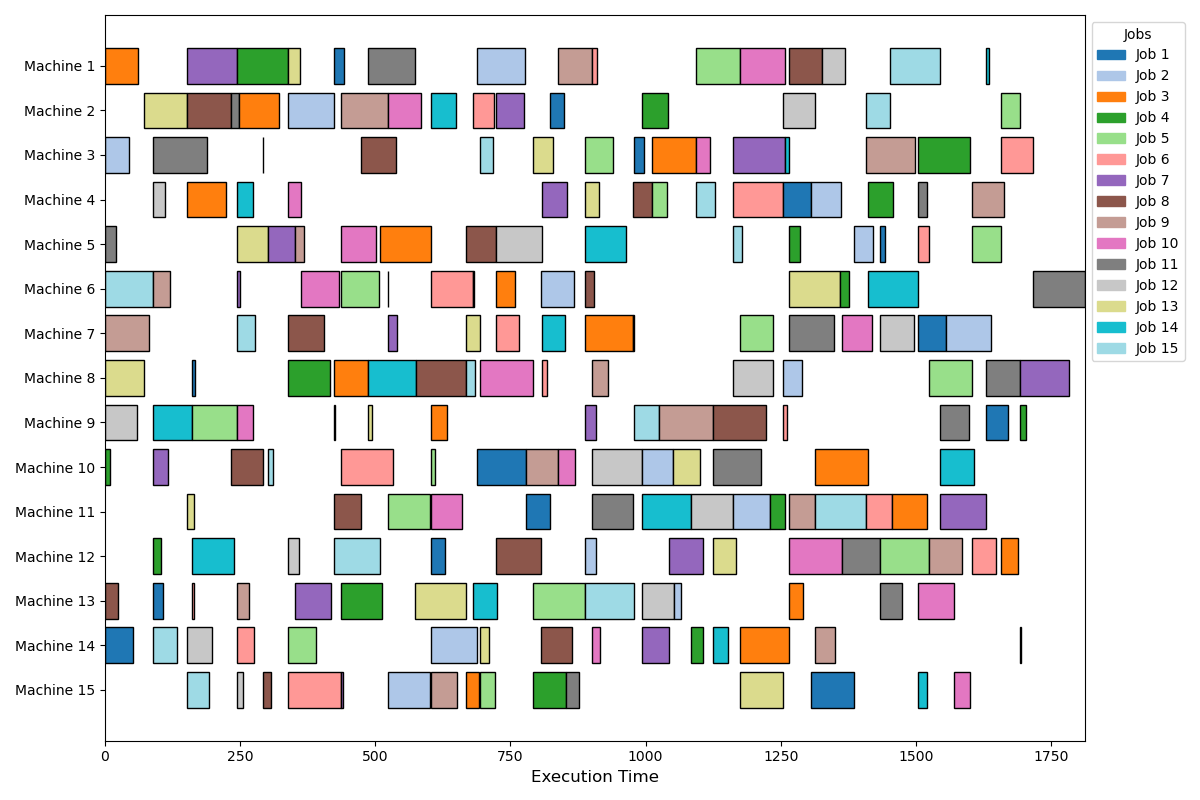 Machine 1
Machine 2
Machine 3
Machine 4
Machine 5
Machine 6
Machine 7
Machine 8
Machine 9
Machine 10
Machine 11
Machine 12
Machine 13
Machine 14
Machine 15
0 250 500 750 1000 1250 1500 1750
Execution Time
Jobs
Job 1
Job 2
Job 3
Job 4
Job 5
Job 6
Job 7
Job 8
Job 9
Job 10
Job 11
Job 12
Job 13
Job 14
Job 15